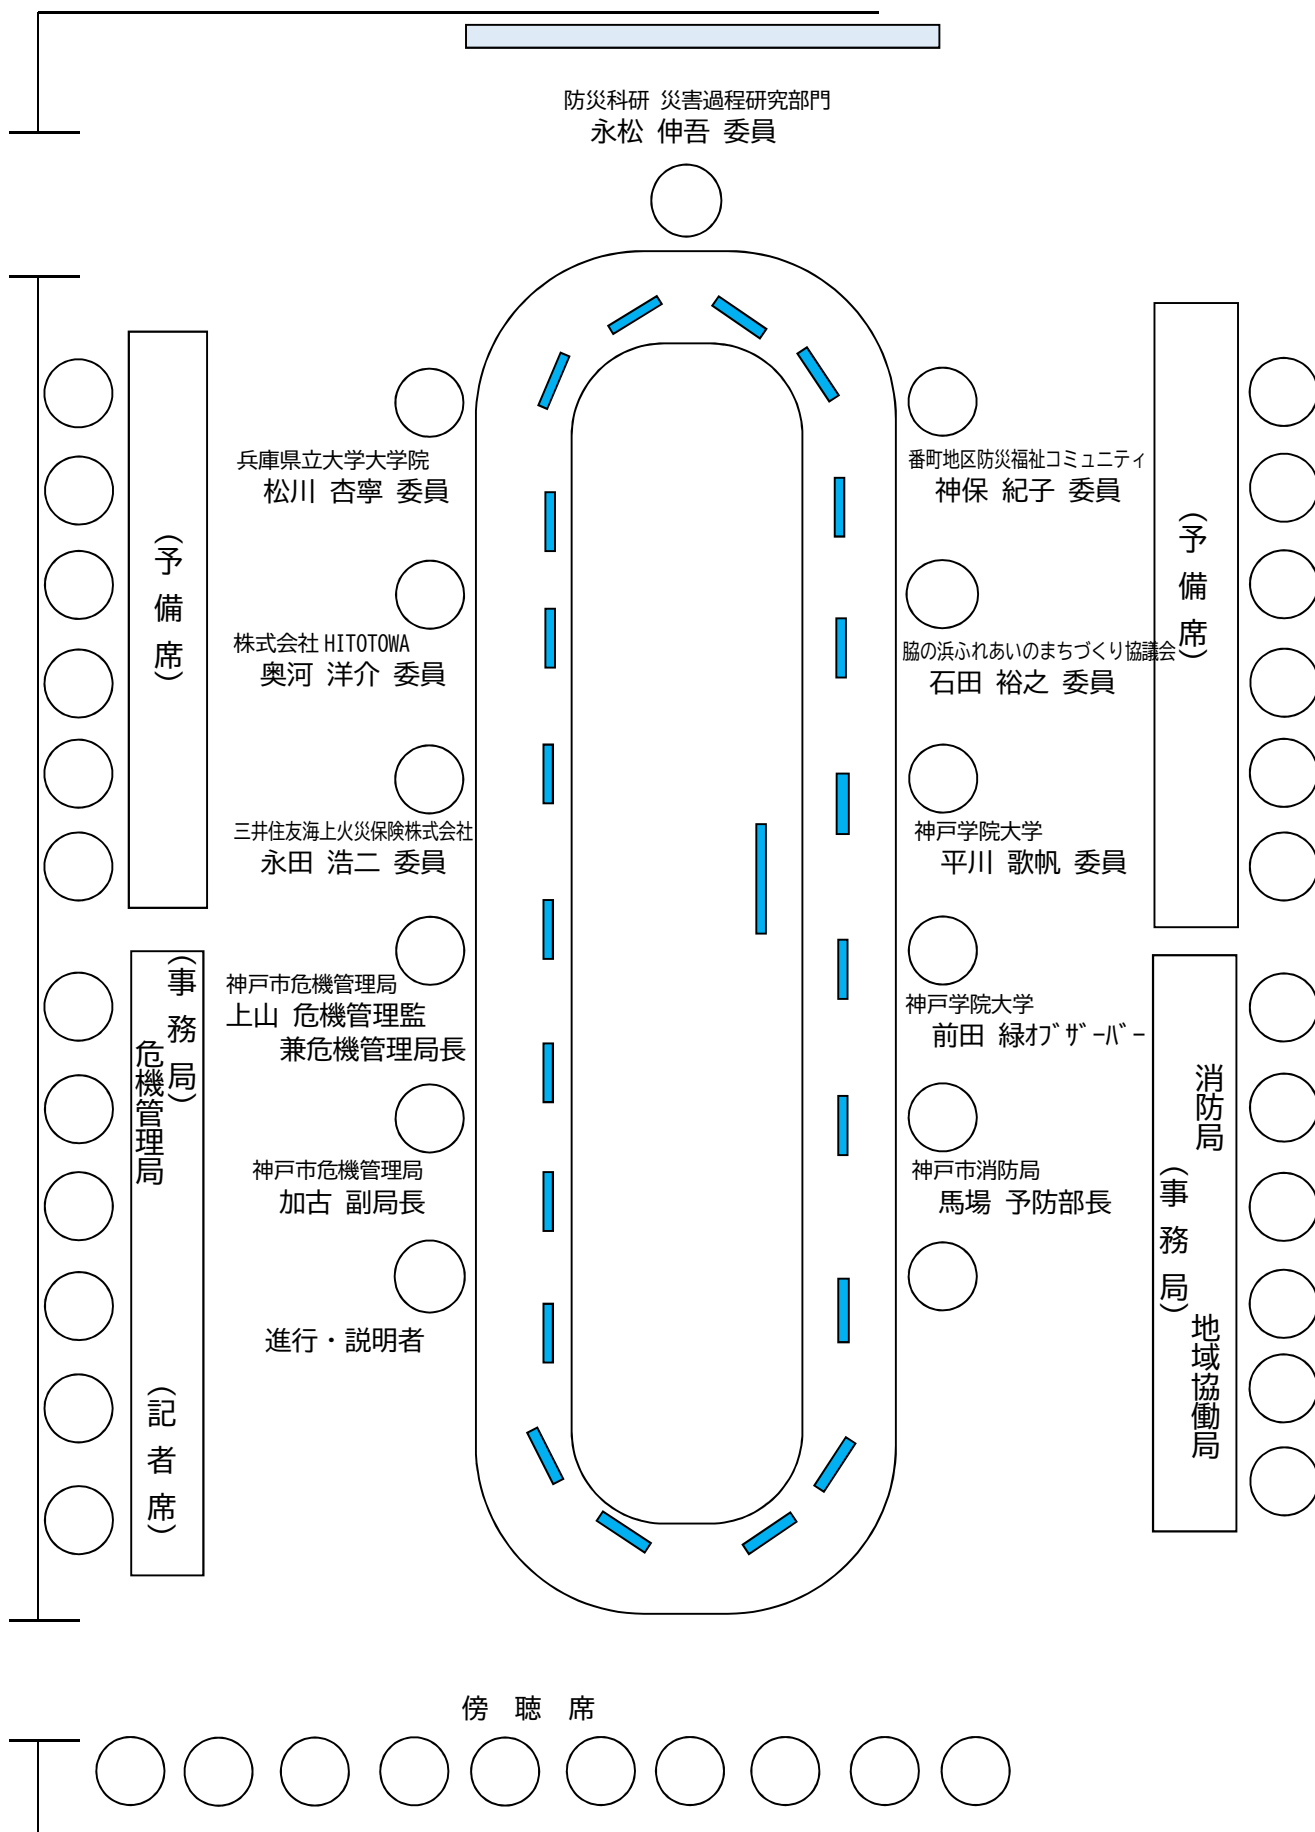 防災科研 災害過程研究部門
永松 伸吾 委員
兵庫県立大学大学院
松川 杏寧 委員
番町地区防災福祉コミュニティ
神保 紀子 委員
(予備席)
(予備席)
株式会社 HITOTOWA
奥河 洋介 委員
脇の浜ふれあいのまちづくり協議会
石田 裕之 委員
三井住友海上火災保険株式会社
永田 浩二 委員
神戸学院大学
平川 歌帆 委員
(事務局)
危機管理局
神戸市危機管理局
上山 危機管理監
兼危機管理局長
神戸学院大学
前田 緑ｵﾌﾞｻﾞｰﾊﾞｰ
消防局
(事務局)
地域協働局
神戸市危機管理局
加古 副局長
神戸市消防局
馬場 予防部長
進行・説明者
(記者席)
傍 聴 席